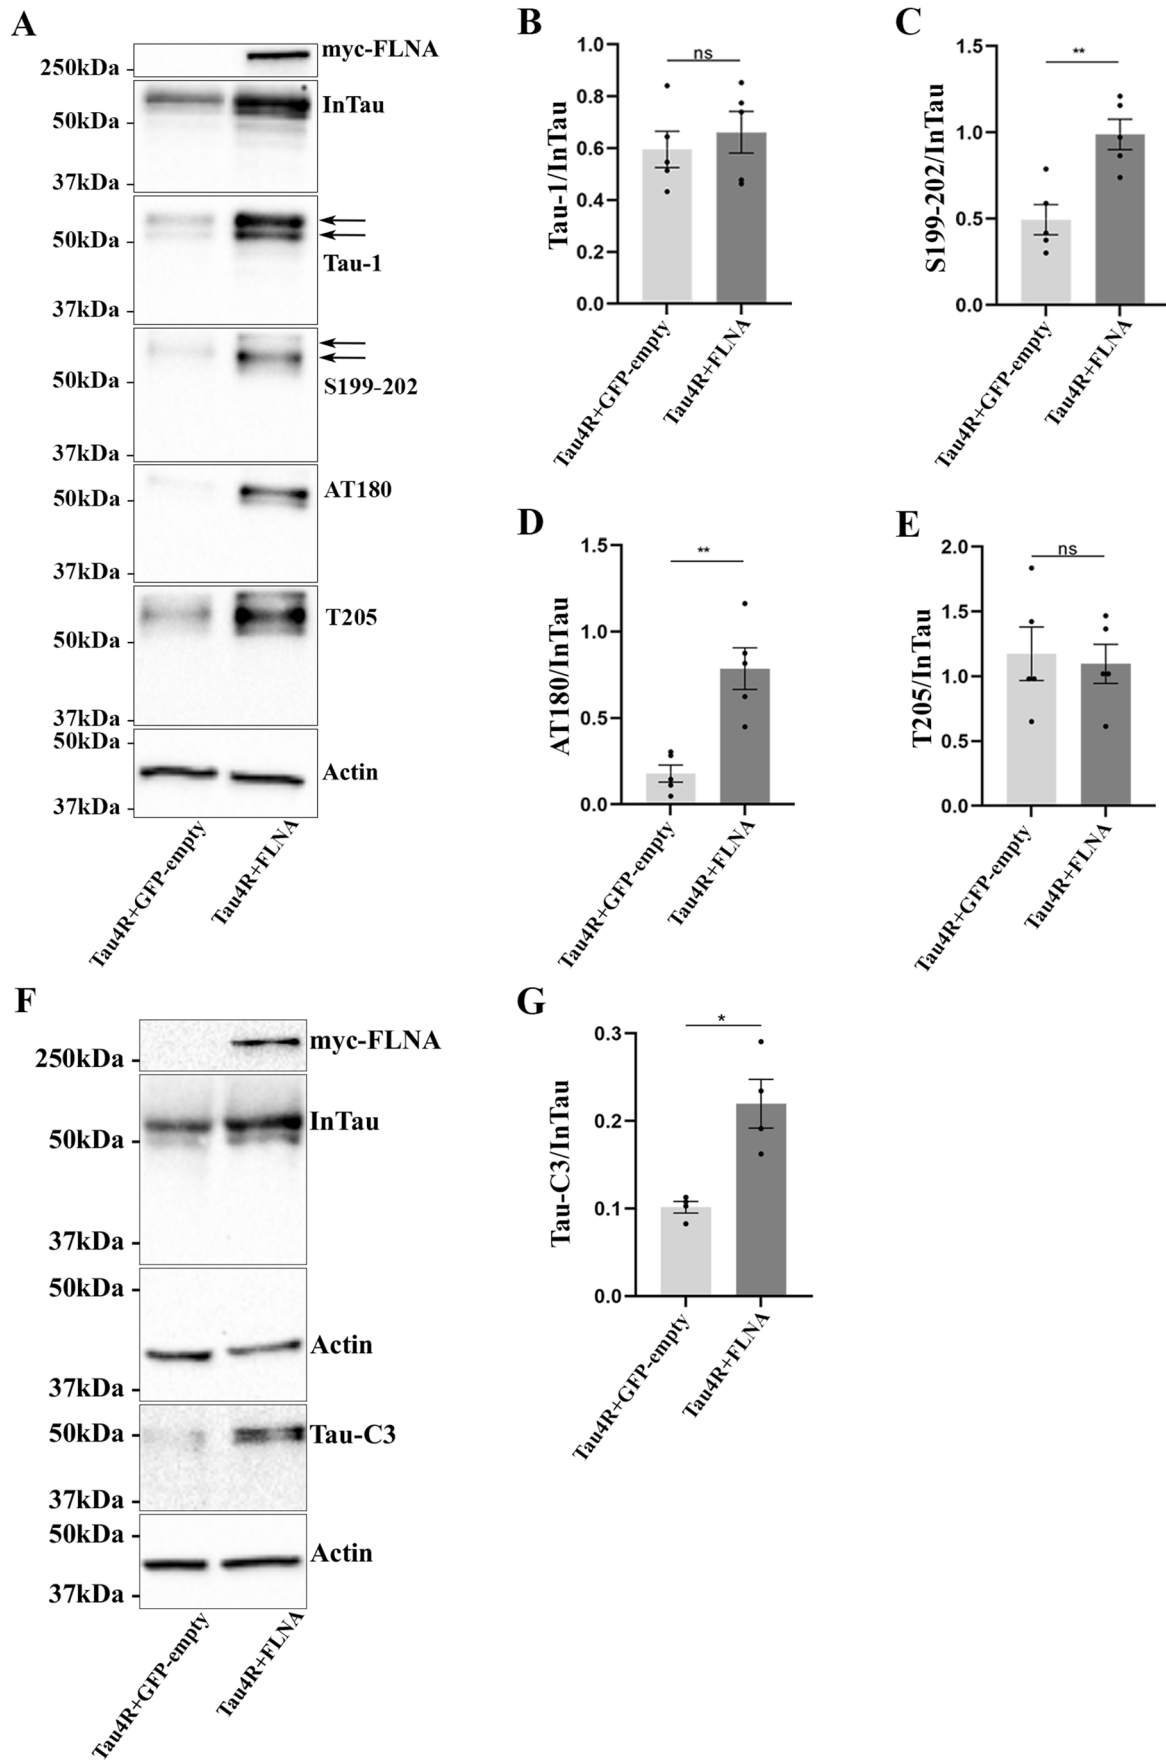 A
myc-FLNA
250kDa
InTau
50kDa
37kDa
50kDa
Tau-1
37kDa
50kDa
S199-202
37kDa
AT180
50kDa
37kDa
T205
50kDa
37kDa
50kDa
Actin
37kDa
Tau4R+GFP-empty
Tau4R+FLNA
B
1.0
0.8
0.6
0.4
0.2
0.0
Tau-1/InTau
ns
Tau4R+GFP-empty
Tau4R+FLNA
C
1.5
1.0
0.5
0.0
S199-202/InTau
**
Tau4R+GFP-empty
Tau4R+FLNA
D
1.5
1.0
0.5
0.0
AT180/InTau
**
Tau4R+GFP-empty
Tau4R+FLNA
E
2.0
1.5
1.0
0.5
0.0
T205/InTau
ns
Tau4R+GFP-empty
Tau4R+FLNA
F
myc-FLNA
250kDa
InTau
50kDa
37kDa
50kDa
Actin
37kDa
50kDa
Tau-C3
37kDa
50kDa
Actin
37kDa
Tau4R+GFP-empty
Tau4R+FLNA
G
0.3
0.2
0.1
0.0
Tau-C3/InTau
*
Tau4R+GFP-empty
Tau4R+FLNA